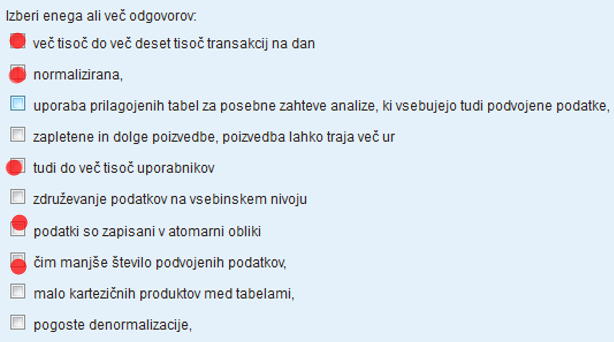 Izberi enega ali več odgovorov:
več tisoč do več deset tisoč transakcij na dan
normalizirana,
uporaba prilagojenih tabel za posebne zahteve analize, ki vsebujejo tudi podvojene podatke,
zapletene in dolge poizvedbe, poizvedba lahko traja več ur
tudi do več tisoč uporabnikov
združevanje podatkov na vsebinskem nivoju
podatki so zapisani v atomarni obliki
čim manjše število podvojenih podatkov,
malo kartezičnih produktov med tabelami,
pogoste denormalizacije,